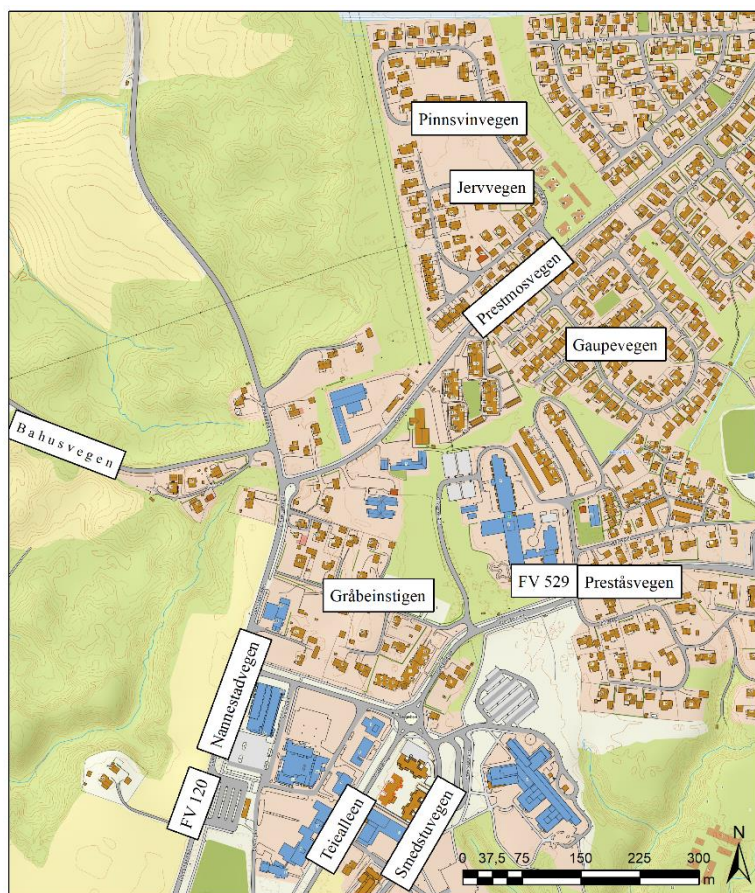 Pinnsvinvegen
Jervvegen
Prestmosvegen
Gaupevegen
Bahusvegen
FV 529
Preståsvegen
Gråbeinstigen
Nannestadvegen
FV 120
Teiealleen
Smedstuvegen
N
0 37,5 75 150 225 300
m